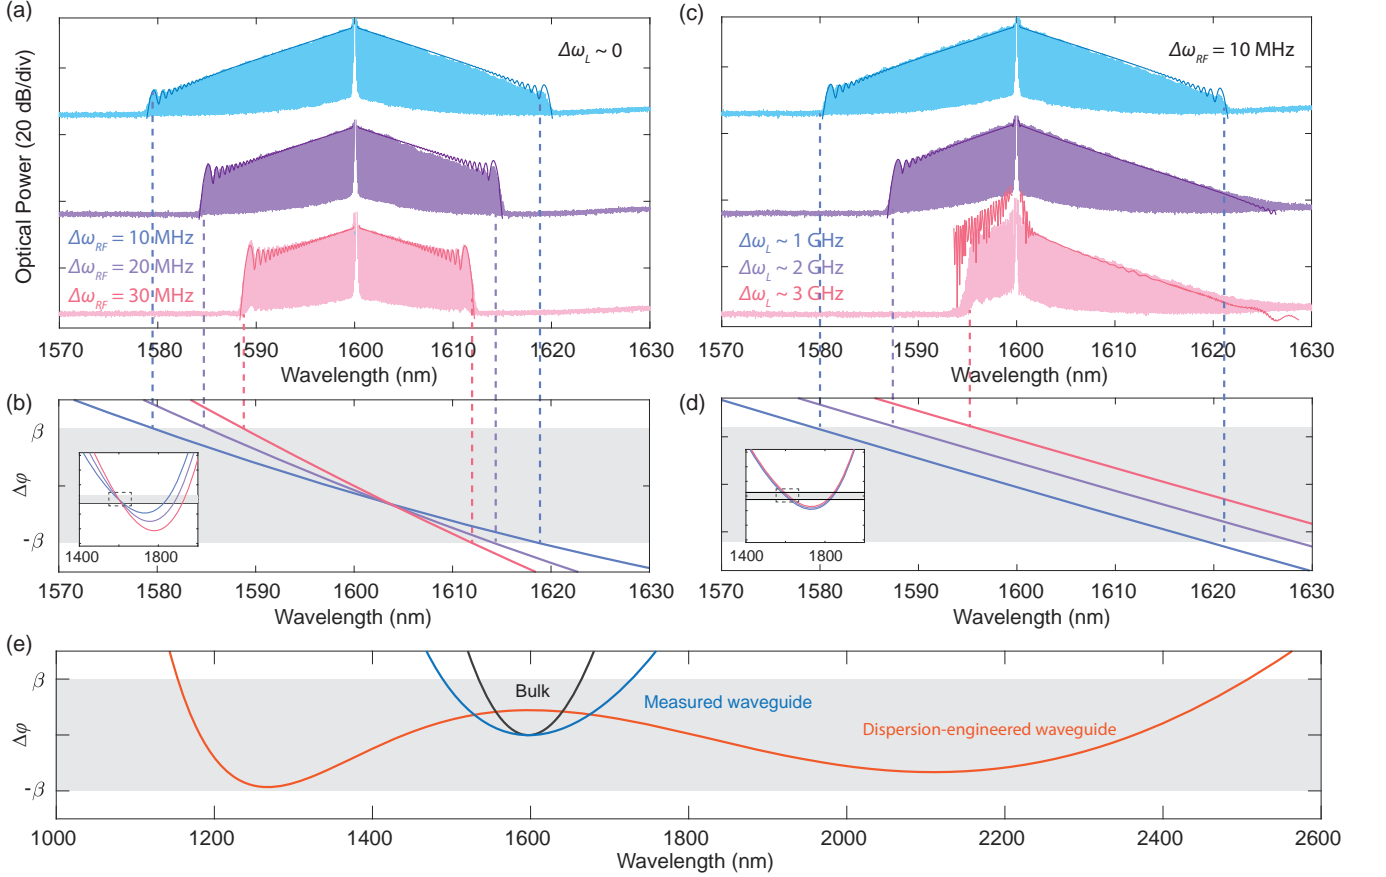 (a)
Optical Power (20 dB/div)
Δω_L ~ 0
Δω_RF = 10 MHz
Δω_RF = 20 MHz
Δω_RF = 30 MHz
1570 1580 1590 1600 1610 1620 1630
Wavelength (nm)
(c)
Δω_RF = 10 MHz
Δω_L ~ 1 GHz
Δω_L ~ 2 GHz
Δω_L ~ 3 GHz
1570 1580 1590 1600 1610 1620 1630
Wavelength (nm)
(b)
β
Δφ
-β
1400 1800
1570 1580 1590 1600 1610 1620 1630
Wavelength (nm)
(d)
1400 1800
1570 1580 1590 1600 1610 1620 1630
Wavelength (nm)
(e)
β
Δφ
-β
Bulk
Measured waveguide
Dispersion-engineered waveguide
1000 1200 1400 1600 1800 2000 2200 2400 2600
Wavelength (nm)